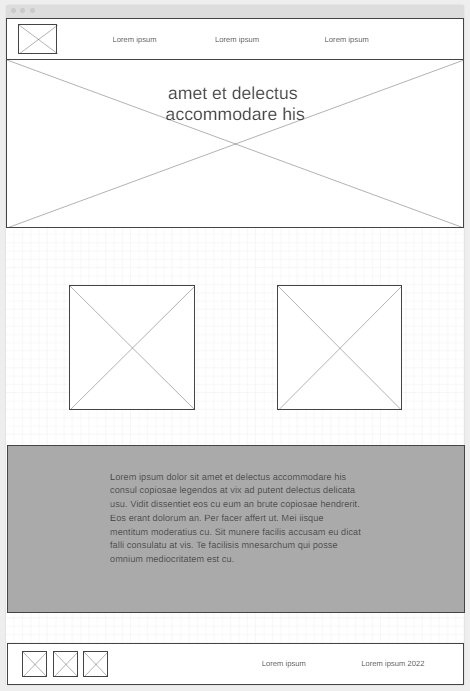 Lorem ipsum Lorem ipsum Lorem ipsum
amet et delectus
accommodare his
Lorem ipsum dolor sit amet et delectus accommodare his
consul copiosae legendos at vix ad putent delectus delicata
usu. Vidit dissentiet eos cu eum an brute copiosae hendrerit.
Eos erant dolorum an. Per facer affert ut. Mei iisque
mentitum moderatius cu. Sit munere facilis accusam eu dicat
falli consulatu at vis. Te facilisis mnesarchum qui posse
omnium mediocritatem est cu.
Lorem ipsum Lorem ipsum 2022